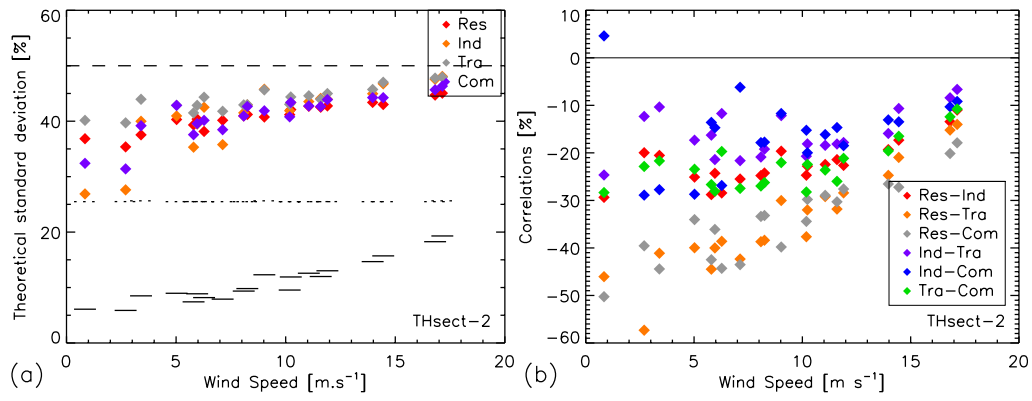 Theoretical standard deviation [%]
60
40
20
0
0 5 10 15 20
Wind Speed [m.s⁻¹]
Res
Ind
Tra
Com
THsect-2
(a)
Correlations [%]
10
0
-10
-20
-30
-40
-50
-60
0 5 10 15 20
Wind Speed [m s⁻¹]
Res-Ind
Res-Tra
Res-Com
Ind-Tra
Ind-Com
Tra-Com
THsect-2
(b)